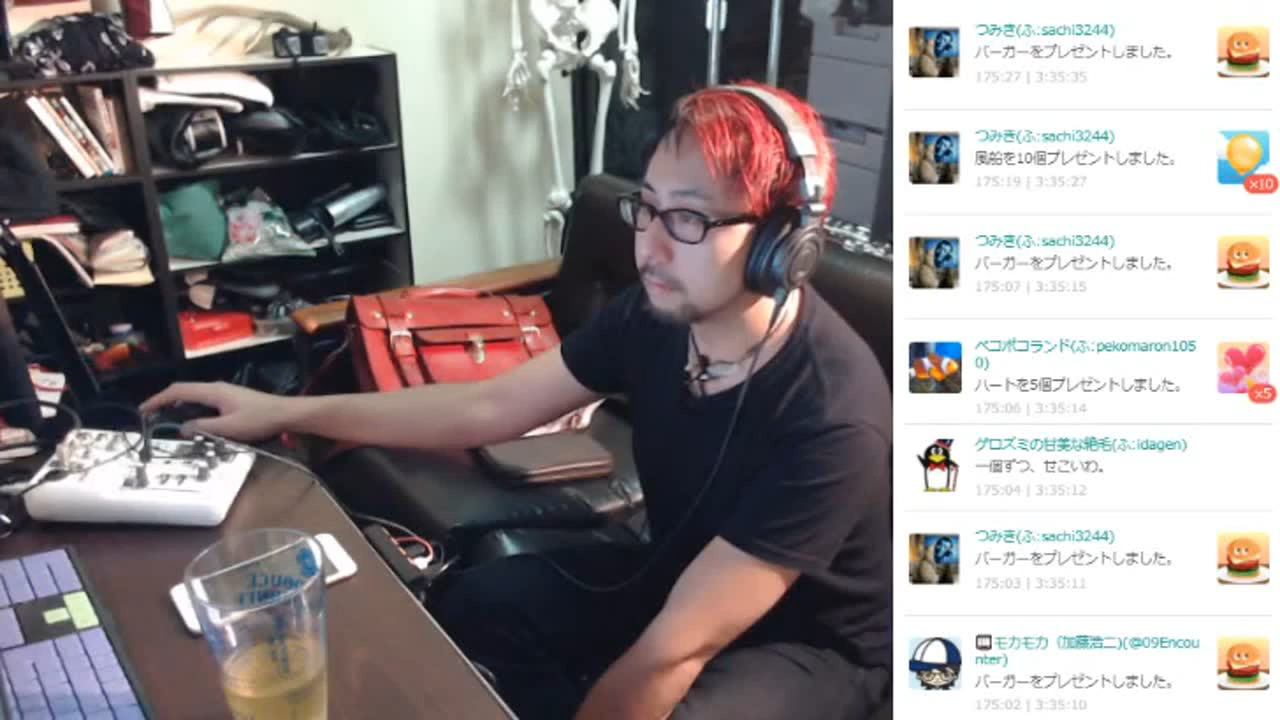 つみき(ふ:sachi3244)
バーガーをプレゼントしました。
175:27 | 3:35:35
つみき(ふ:sachi3244)
風船を10個プレゼントしました。
x10
175:19 | 3:35:27
つみき(ふ:sachi3244)
バーガーをプレゼントしました。
175:07 | 3:35:15
ペコポコランド(ふ:pekomaron105
0)
ハートを5個プレゼントしました。
x5
175:06 | 3:35:14
ゲロズミの甘美な絶毛(ふ:idagen)
一個ずつ、せこいわ。
175:04 | 3:35:12
つみき(ふ:sachi3244)
バーガーをプレゼントしました。
175:03 | 3:35:11
モカモカ（加藤浩二)(@09Encou
nter)
バーガーをプレゼントしました。
175:02 | 3:35:10